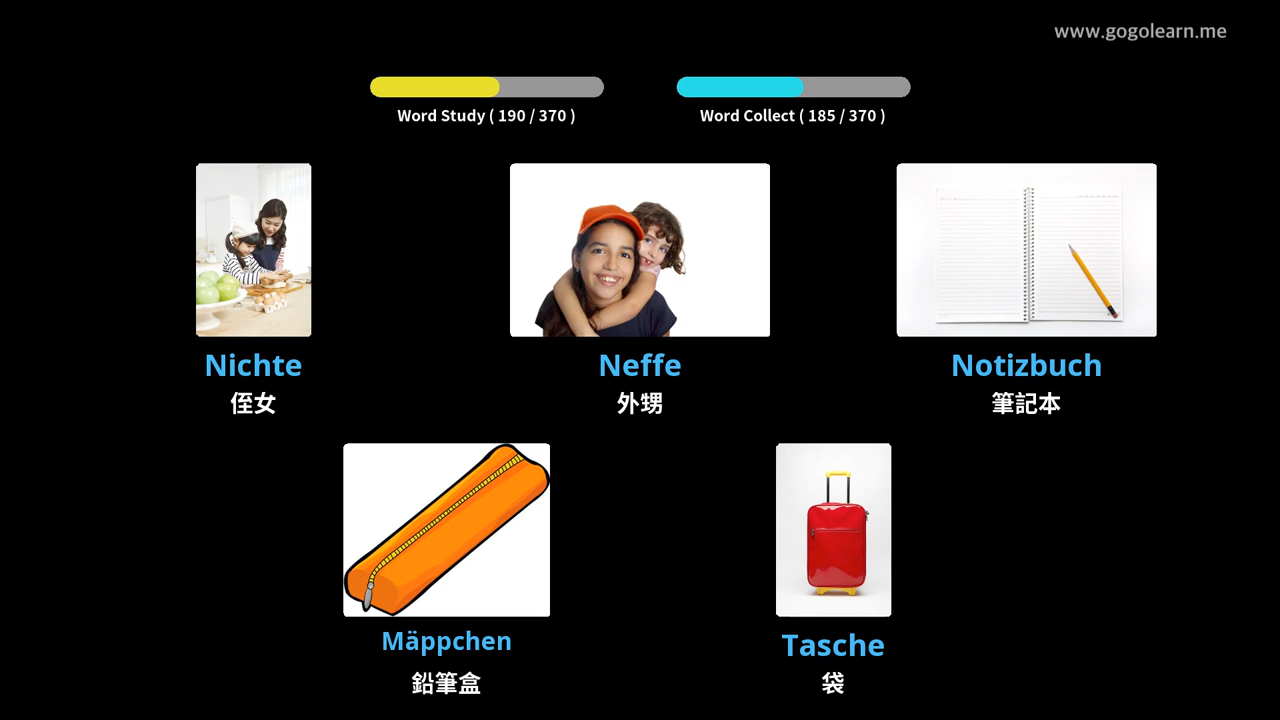 www.gogolearn.me
Word Study ( 190 / 370 )
Word Collect ( 185 / 370 )
Nichte
侄女
Neffe
外甥
Notizbuch
筆記本
Mäppchen
鉛筆盒
Tasche
袋